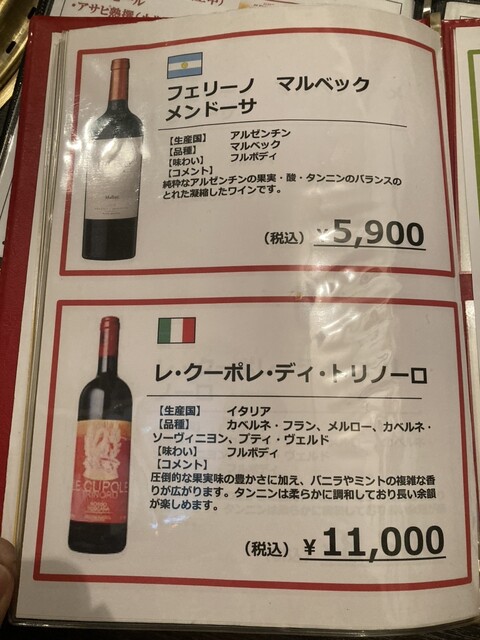 ・アサヒ熟撰
フェリーノ マルベック
メンドーサ
【生産国】 アルゼンチン
【品種】 マルベック
【味わい】 フルボディ
【コメント】
純粋なアルゼンチンの果実・酸・タンニンのバランスの
とれた凝縮したワインです。
(税込) ¥5,900
Malbec
レ・クーポレ・ディ・トリノーロ
【生産国】 イタリア
【品種】 カベルネ・フラン、メルロー、カベルネ・
ソーヴィニヨン、プティ・ヴェルド
【味わい】 フルボディ
【コメント】
圧倒的な果実味の豊かさに加え、バニラやミントの複雑な香
りが広がります。タンニンは柔らかに調和しており長い余韻
が楽しめます。
(税込) ¥11,000
LE CUPOLE